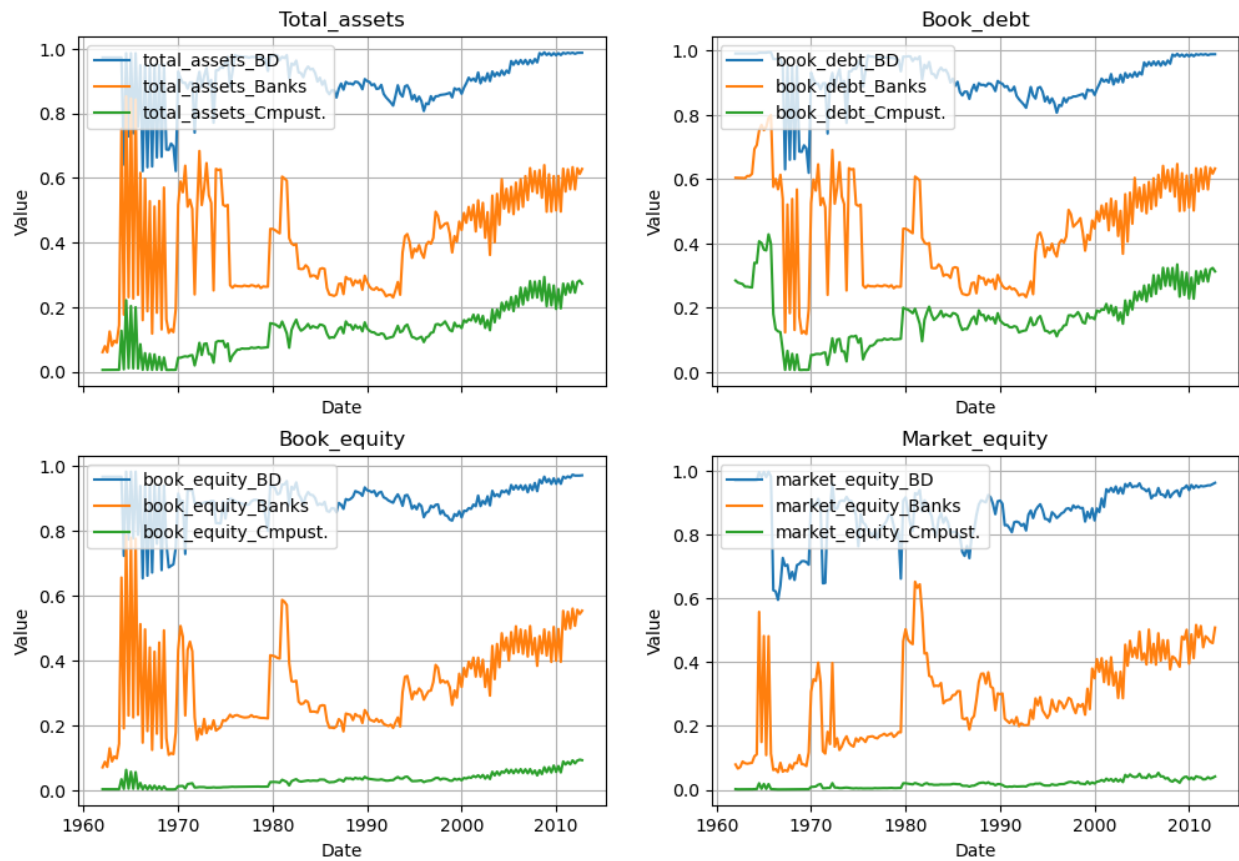 Total_assets
1.0
0.8
0.6
0.4
0.2
0.0
Value
total_assets_BD
total_assets_Banks
total_assets_Cmpust.
Date
Book_debt
1.0
0.8
0.6
0.4
0.2
0.0
Value
book_debt_BD
book_debt_Banks
book_debt_Cmpust.
Date
Book_equity
1.0
0.8
0.6
0.4
0.2
0.0
Value
book_equity_BD
book_equity_Banks
book_equity_Cmpust.
1960 1970 1980 1990 2000 2010
Date
Market_equity
1.0
0.8
0.6
0.4
0.2
0.0
Value
market_equity_BD
market_equity_Banks
market_equity_Cmpust.
1960 1970 1980 1990 2000 2010
Date